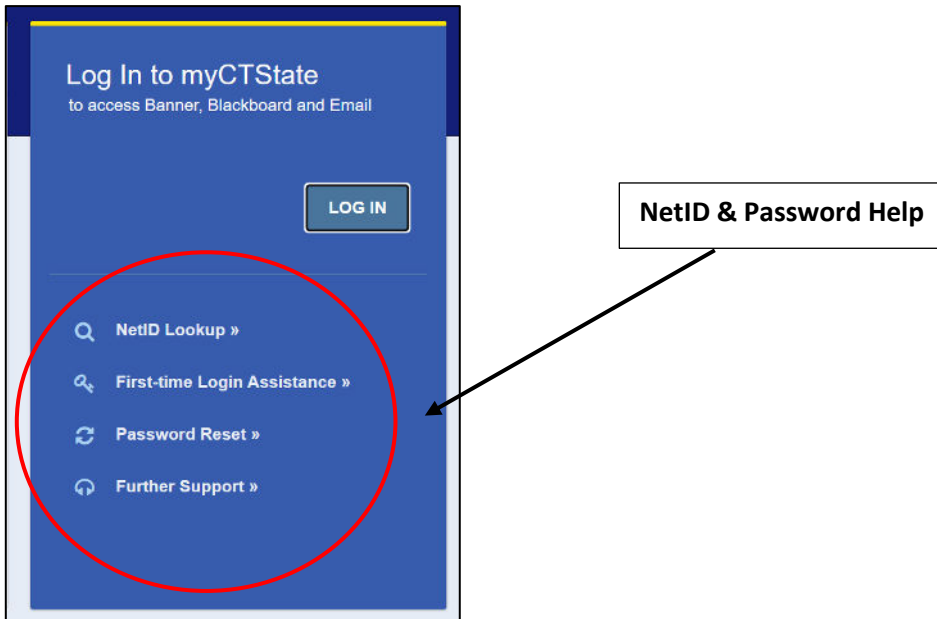 Log In to myCTState
to access Banner, Blackboard and Email
LOG IN
NetID & Password Help
NetID Lookup »
First-time Login Assistance »
Password Reset »
Further Support »